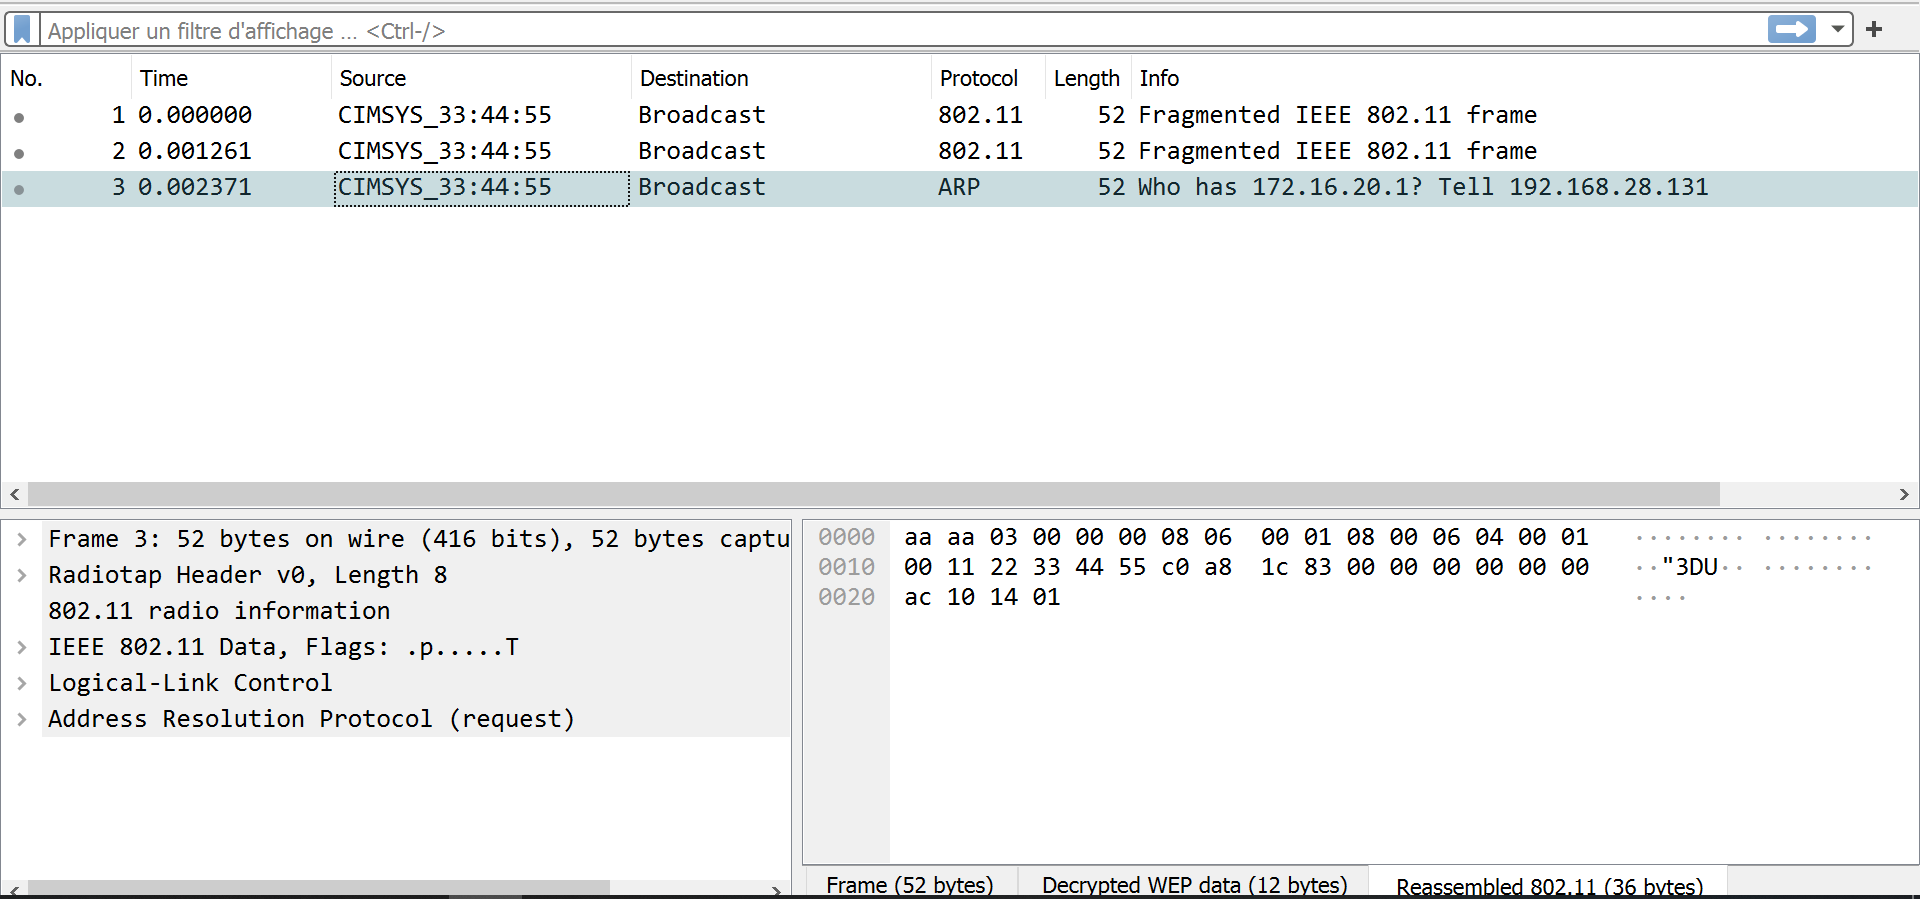 Appliquer un filtre d'affichage ... <Ctrl-/>
No. Time Source Destination Protocol Length Info
1 0.000000 CIMSYS_33:44:55 Broadcast 802.11 52 Fragmented IEEE 802.11 frame
2 0.001261 CIMSYS_33:44:55 Broadcast 802.11 52 Fragmented IEEE 802.11 frame
3 0.002371 CIMSYS_33:44:55 Broadcast ARP 52 Who has 172.16.20.1? Tell 192.168.28.131
Frame 3: 52 bytes on wire (416 bits), 52 bytes captu
Radiotap Header v0, Length 8
802.11 radio information
IEEE 802.11 Data, Flags: .p.....T
Logical-Link Control
Address Resolution Protocol (request)
0000 aa aa 03 00 00 00 08 06 00 01 08 00 06 04 00 01 ········ ········
0010 00 11 22 33 44 55 c0 a8 1c 83 00 00 00 00 00 00 ··"3DU·· ········
0020 ac 10 14 01 ····
Frame (52 bytes) Decrypted WEP data (12 bytes) Reassembled 802.11 (36 bytes)